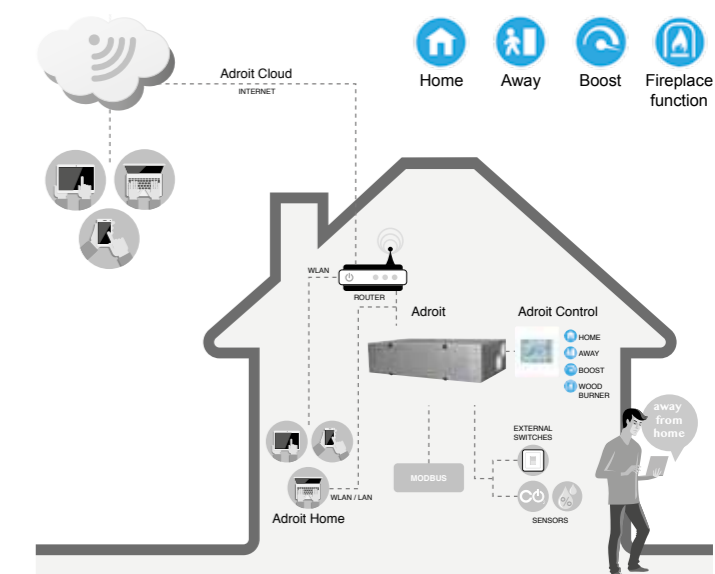 Adroit Cloud
INTERNET
Home
Away
Boost
Fireplace
function
WLAN
ROUTER
Adroit
Adroit Control
HOME
AWAY
BOOST
WOOD
BURNER
away
from
home
EXTERNAL
SWITCHES
MODBUS
WLAN / LAN
Adroit Home
SENSORS